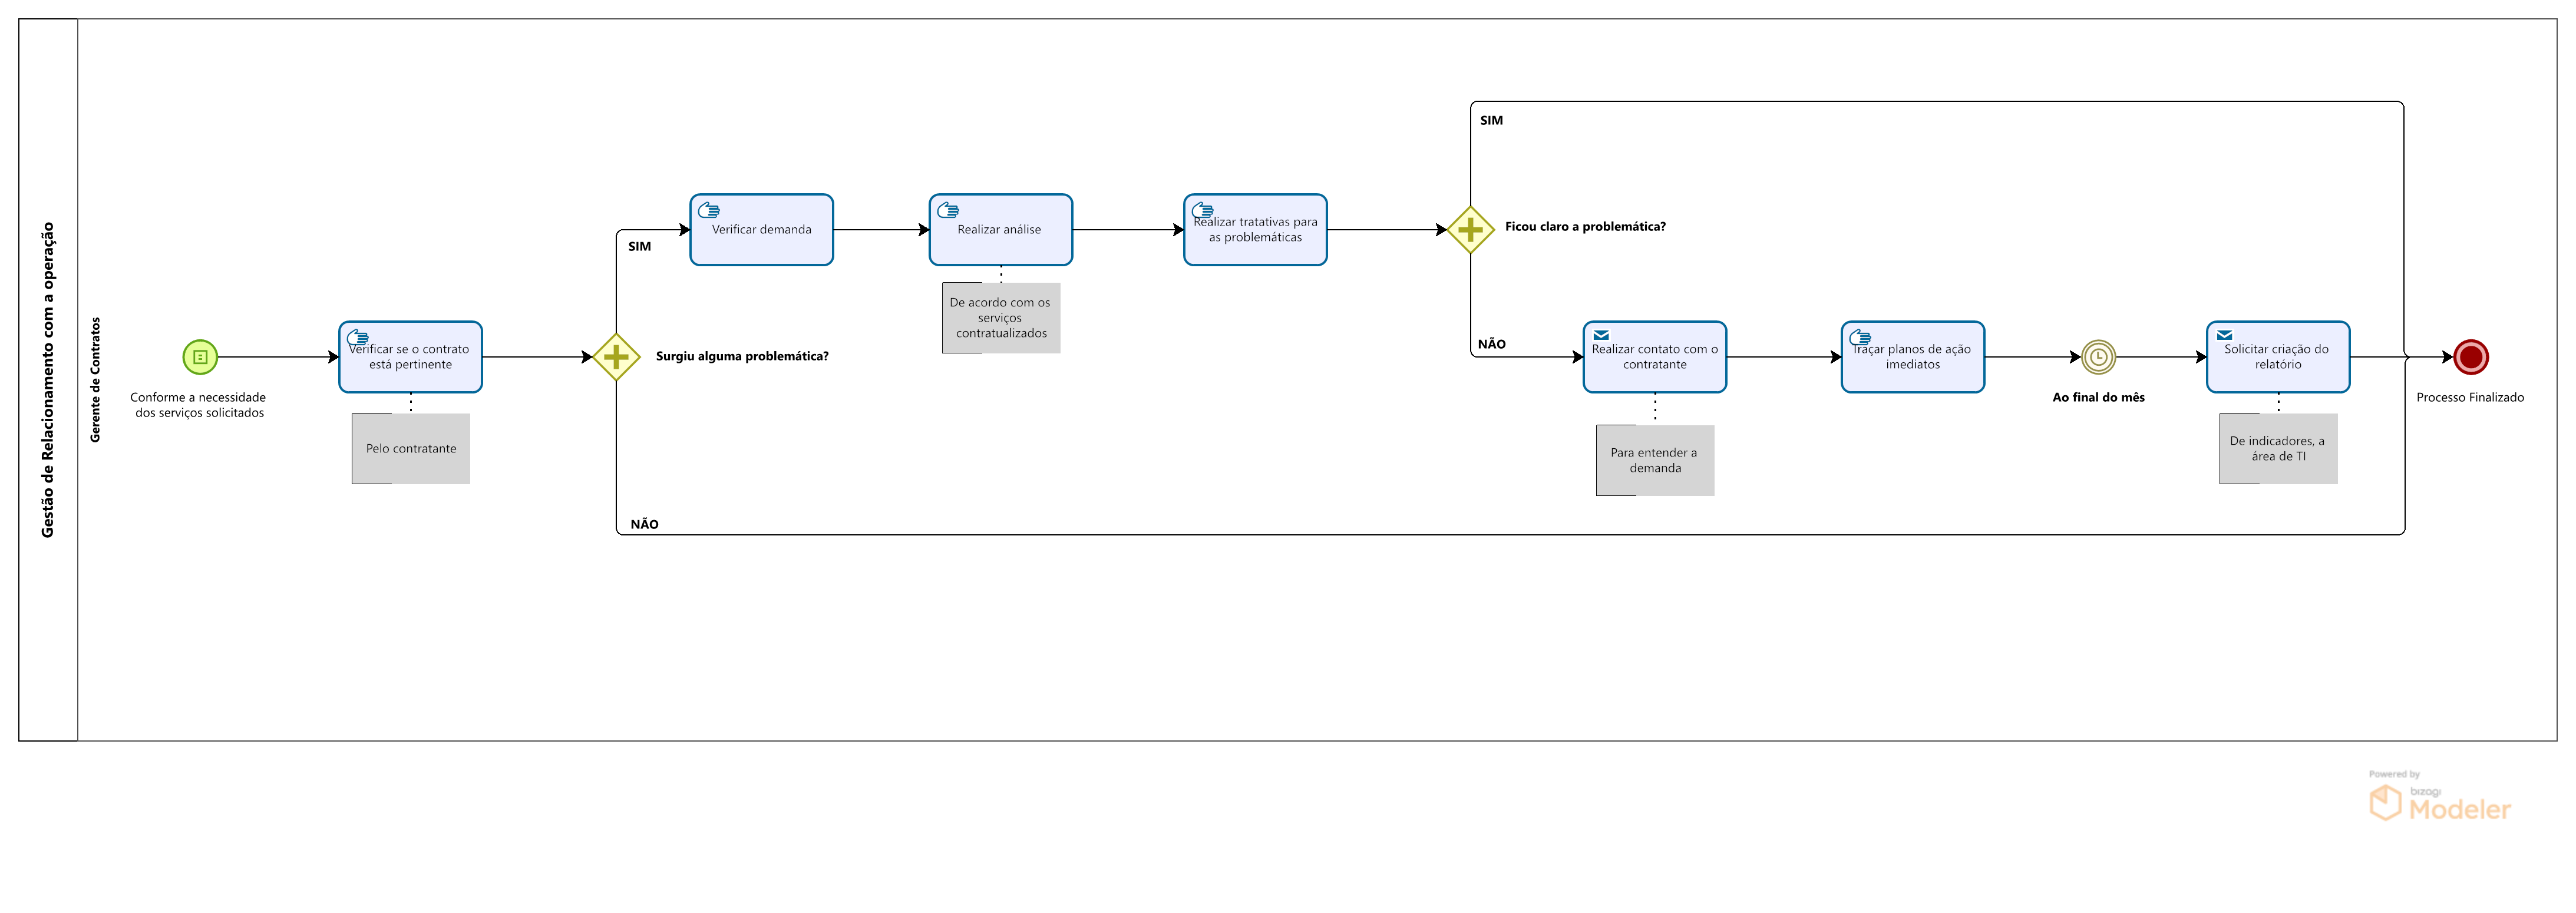 Gestão de Relacionamento com a operação
Gerente de Contratos
Conforme a necessidade
dos serviços solicitados
Verificar se o contrato
está pertinente
Pelo contratante
Surgiu alguma problemática?
SIM
NÃO
Verificar demanda
Realizar análise
De acordo com os
serviços
contratualizados
Realizar tratativas para
as problemáticas
Ficou claro a problemática?
SIM
NÃO
Realizar contato com o
contratante
Para entender a
demanda
Traçar planos de ação
imediatos
Ao final do mês
Solicitar criação do
relatório
De indicadores, a
área de TI
Processo Finalizado
Powered by
bizagi
Modeler